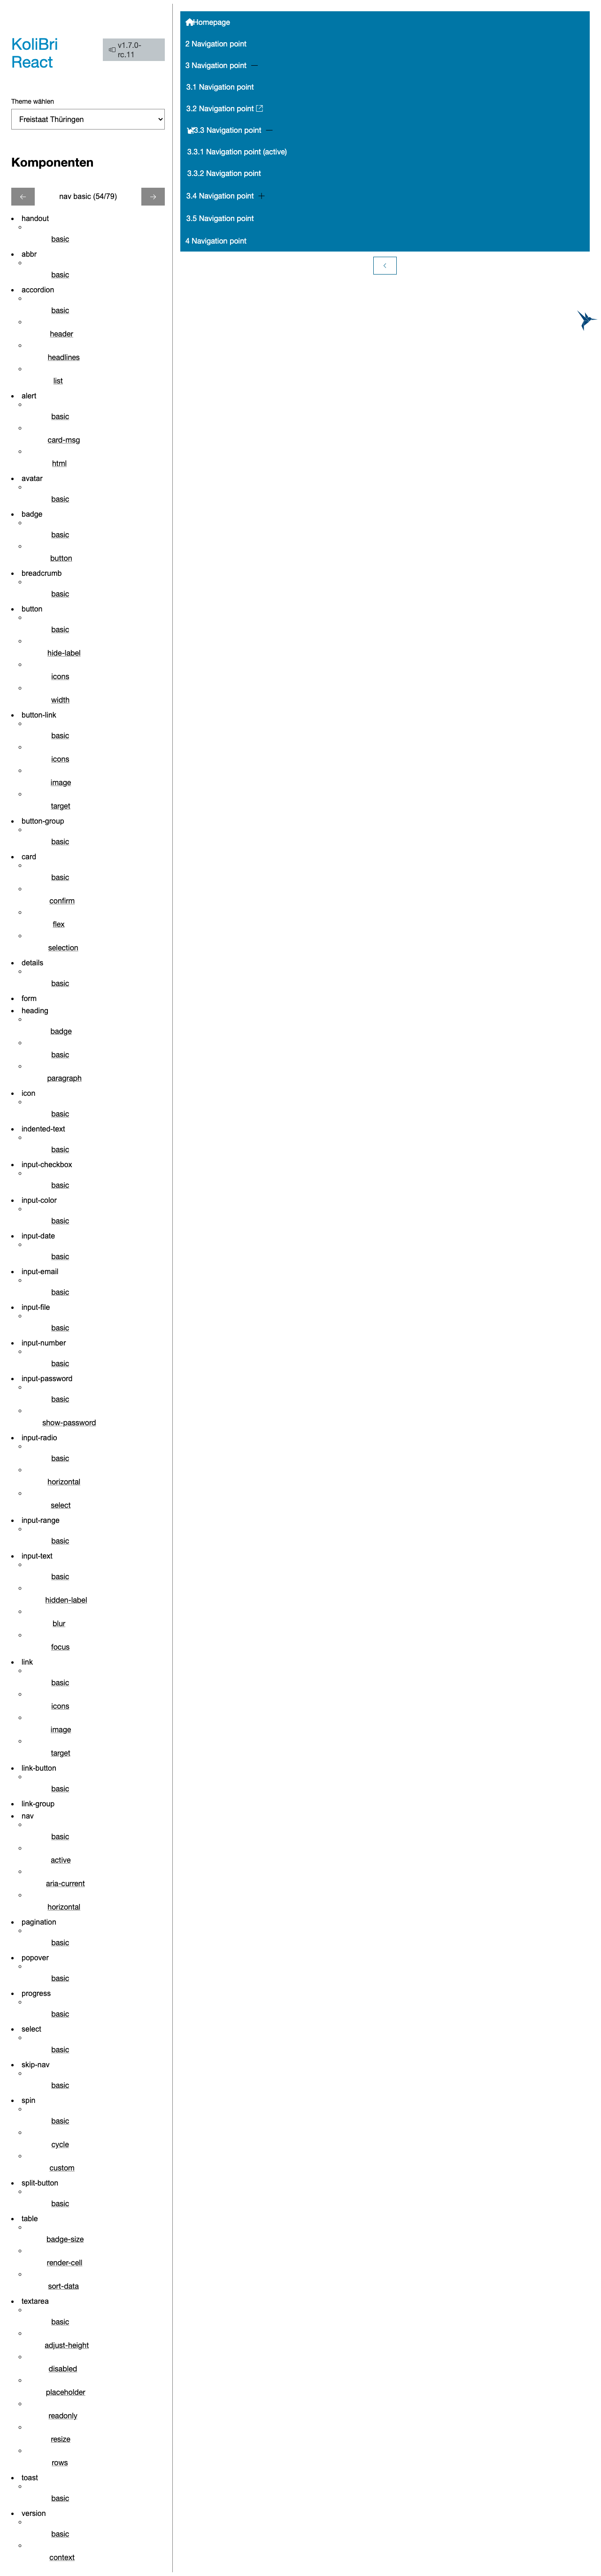 KoliBri
React
v1.7.0-
rc.11
Theme wählen
Freistaat Thüringen
Komponenten
nav basic (54/79)
handout
basic
abbr
basic
accordion
basic
header
headlines
list
alert
basic
card-msg
html
avatar
basic
badge
basic
button
breadcrumb
basic
button
basic
hide-label
icons
width
button-link
basic
icons
image
target
button-group
basic
card
basic
confirm
flex
selection
details
basic
form
heading
badge
basic
paragraph
icon
basic
indented-text
basic
input-checkbox
basic
input-color
basic
input-date
basic
input-email
basic
input-file
basic
input-number
basic
input-password
basic
show-password
input-radio
basic
horizontal
select
input-range
basic
input-text
basic
hidden-label
blur
focus
link
basic
icons
image
target
link-button
basic
link-group
nav
basic
active
aria-current
horizontal
pagination
basic
popover
basic
progress
basic
select
basic
skip-nav
basic
spin
basic
cycle
custom
split-button
basic
table
badge-size
render-cell
sort-data
textarea
basic
adjust-height
disabled
placeholder
readonly
resize
rows
toast
basic
version
basic
context
Homepage
2 Navigation point
3 Navigation point
3.1 Navigation point
3.2 Navigation point
3.3 Navigation point
3.3.1 Navigation point (active)
3.3.2 Navigation point
3.4 Navigation point
3.5 Navigation point
4 Navigation point